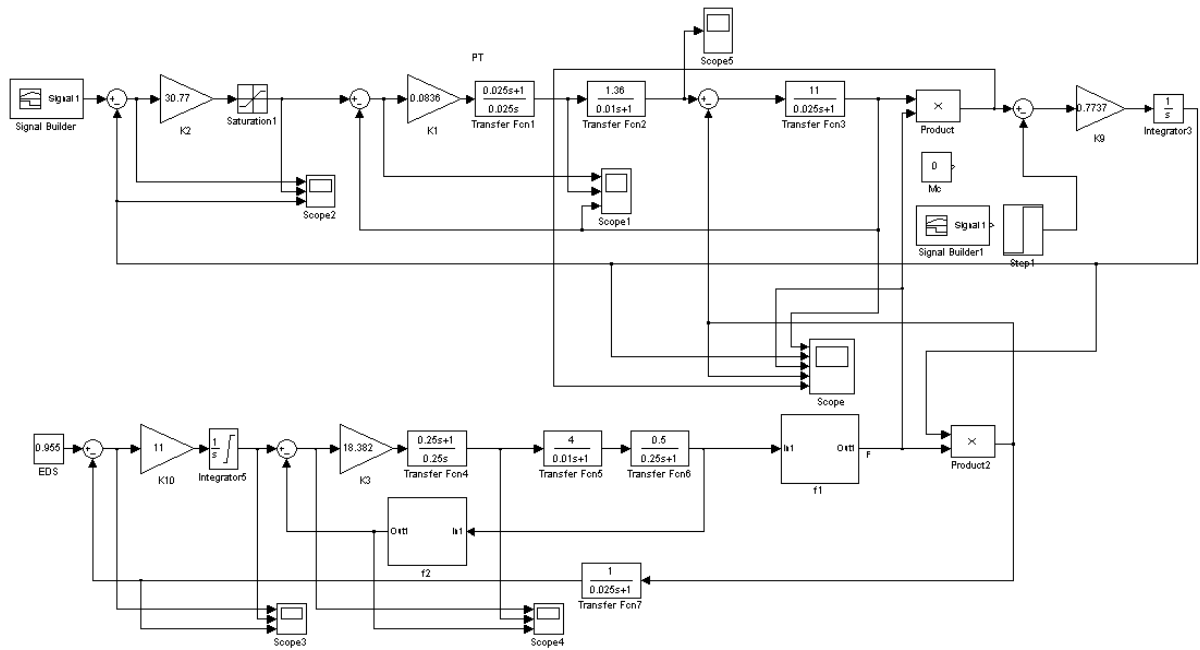 PT
Scope5
Signal 1
Signal Builder
30.77
K2
Saturation1
0.0836
K1
0.025s+1
0.025s
Transfer Fcn1
1.36
0.01s+1
Transfer Fcn2
11
0.025s+1
Transfer Fcn3
×
Product
0.7737
K9
1
s
Integrator3
Scope2
Scope1
0
Mc
Signal 1
Signal Builder1
Step1
Scope
0.955
EDS
11
K10
1
s
Integrator5
18.382
K3
0.25s+1
0.25s
Transfer Fcn4
4
0.01s+1
Transfer Fcn5
0.5
0.25s+1
Transfer Fcn6
In1
Out1
f1
F
×
Product2
Out1
In1
f2
1
0.025s+1
Transfer Fcn7
Scope3
Scope4